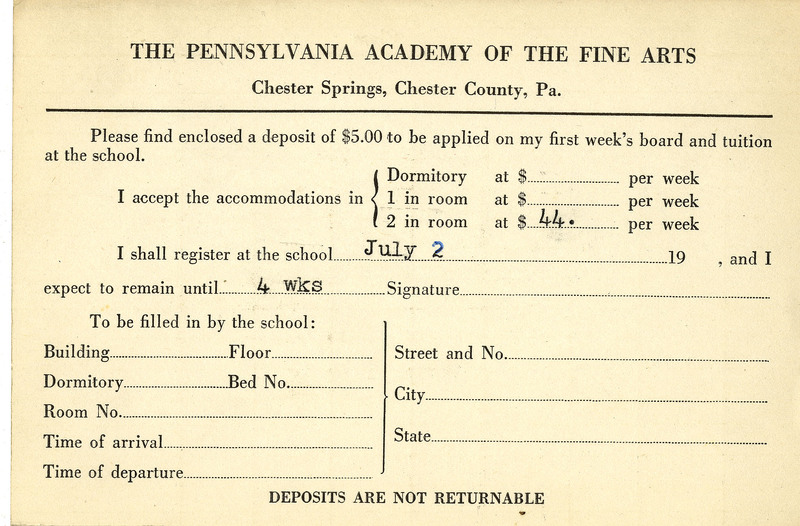 THE PENNSYLVANIA ACADEMY OF THE FINE ARTS
Chester Springs, Chester County, Pa.
Please find enclosed a deposit of $5.00 to be applied on my first week's board and tuition
at the school.
I accept the accommodations in
Dormitory at $ per week
1 in room at $ per week
2 in room at $ 44. per week
I shall register at the school July 2 19 , and I
expect to remain until 4 wks Signature
To be filled in by the school:
Building Floor
Dormitory Bed No.
Room No.
Time of arrival
Time of departure
Street and No.
City
State
DEPOSITS ARE NOT RETURNABLE